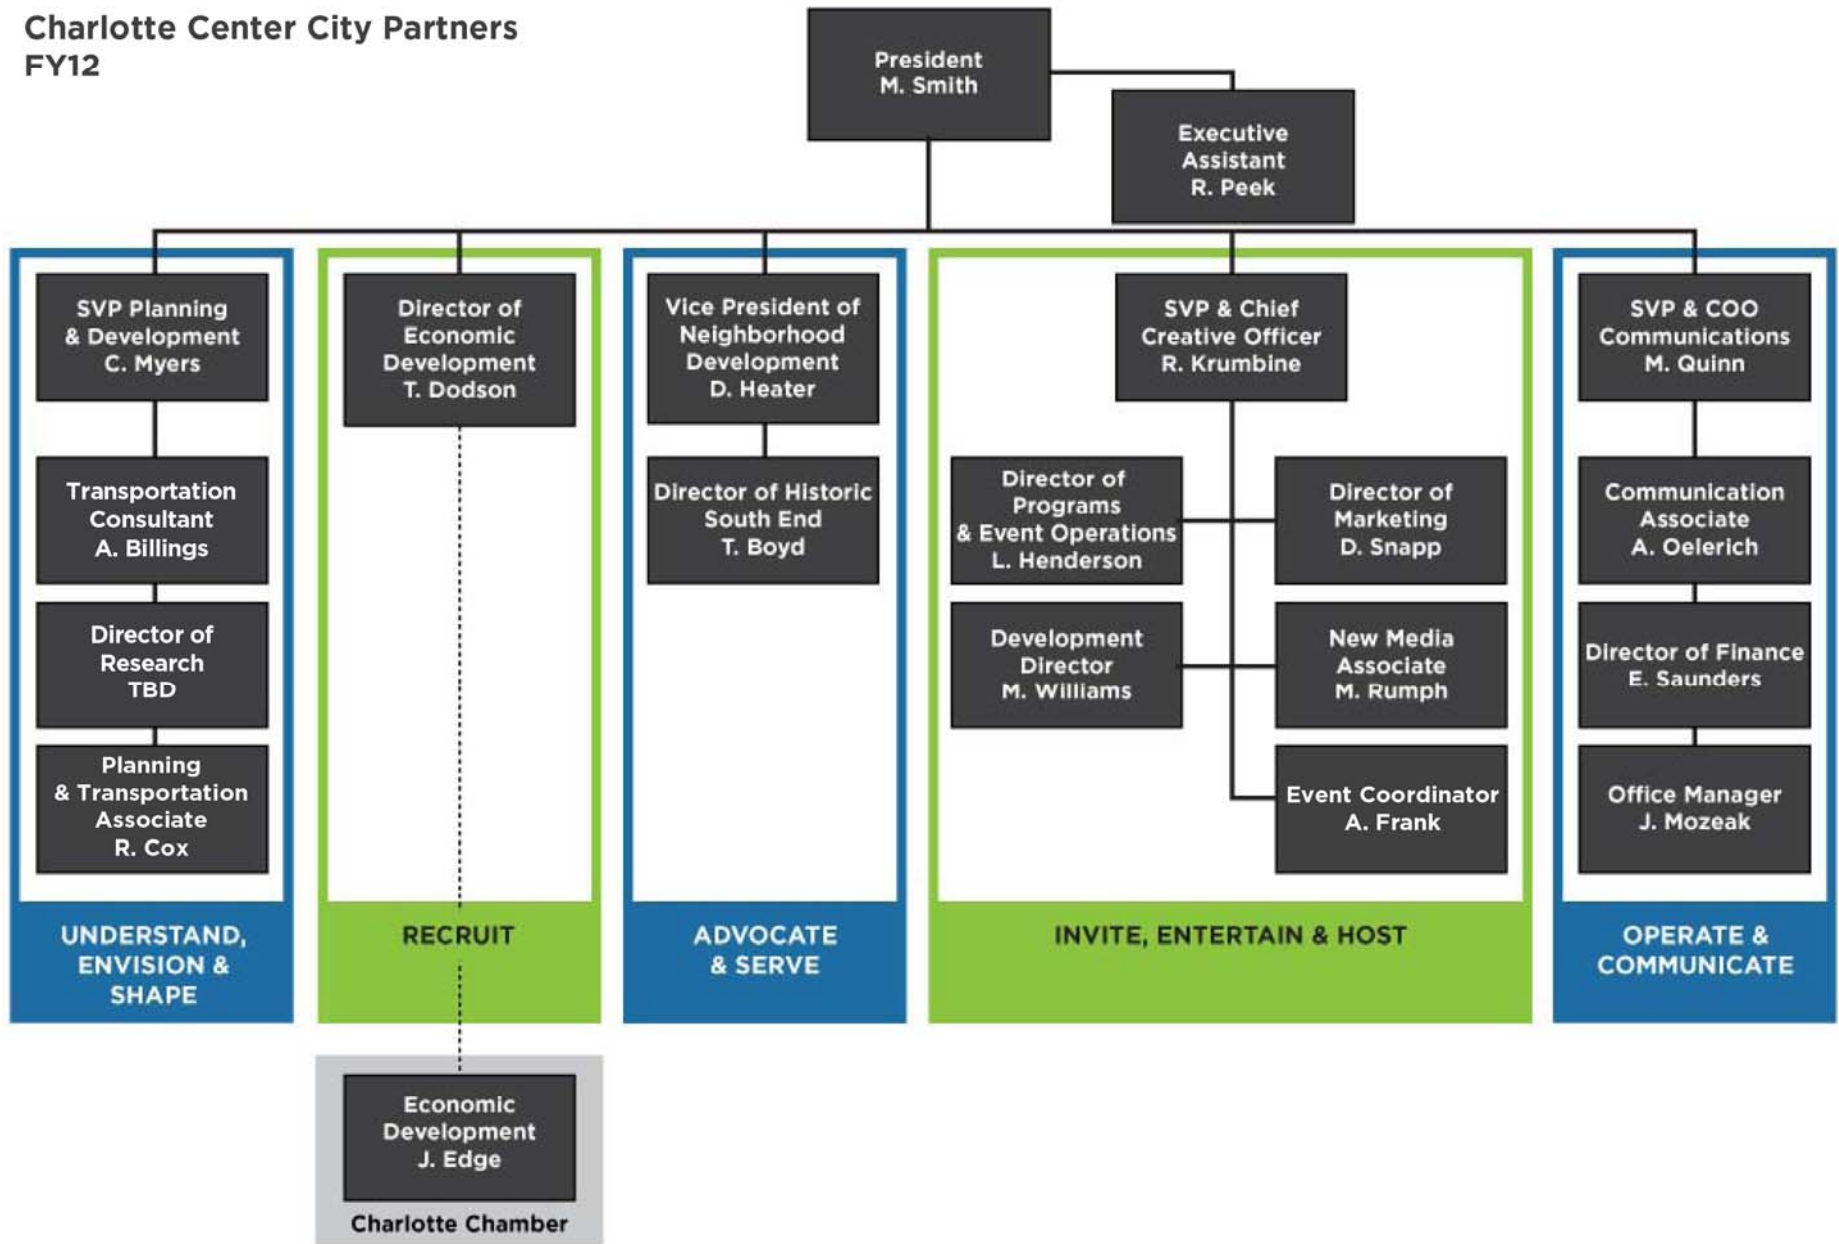 Charlotte Center City Partners
FY12
President
M. Smith
Executive
Assistant
R. Peek
SVP Planning
& Development
C. Myers
Transportation
Consultant
A. Billings
Director of
Research
TBD
Planning
& Transportation
Associate
R. Cox
UNDERSTAND,
ENVISION &
SHAPE
Director of
Economic
Development
T. Dodson
RECRUIT
Economic
Development
J. Edge
Charlotte Chamber
Vice President of
Neighborhood
Development
D. Heater
Director of Historic
South End
T. Boyd
ADVOCATE
& SERVE
SVP & Chief
Creative Officer
R. Krumbine
Director of
Programs
& Event Operations
L. Henderson
Director of
Marketing
D. Snapp
Development
Director
M. Williams
New Media
Associate
M. Rumph
Event Coordinator
A. Frank
INVITE, ENTERTAIN & HOST
SVP & COO
Communications
M. Quinn
Communication
Associate
A. Oelerich
Director of Finance
E. Saunders
Office Manager
J. Mozeak
OPERATE &
COMMUNICATE